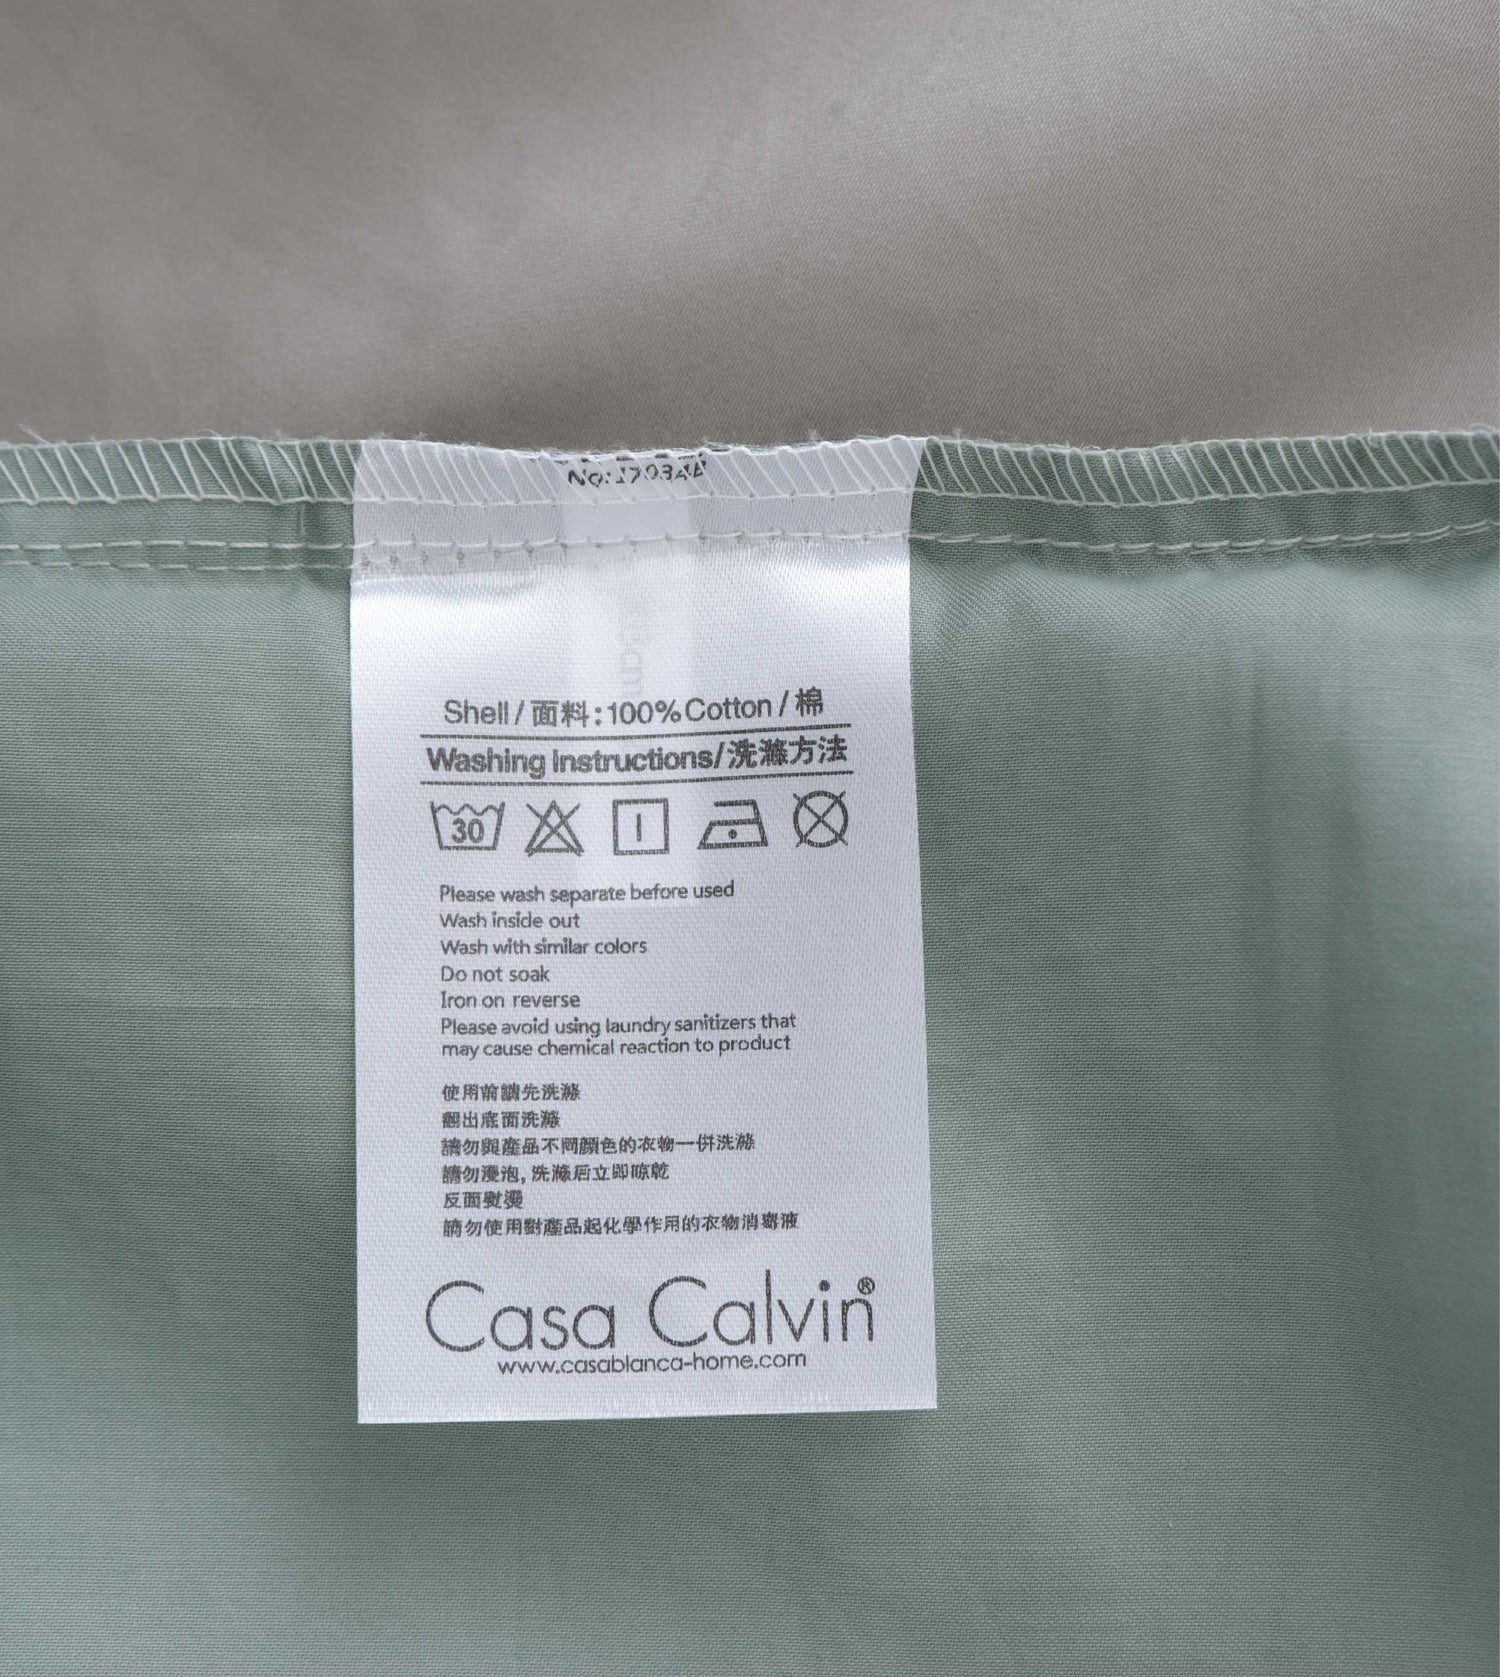 No:17034B
Shell / 面料 : 100% Cotton / 棉
Washing Instructions/洗滌方法
30
Please wash separate before used
Wash inside out
Wash with similar colors
Do not soak
Iron on reverse
Please avoid using laundry sanitizers that
may cause chemical reaction to product
使用前請先洗滌
翻出底面洗滌
請勿與產品不同顏色的衣物一併洗滌
請勿浸泡, 洗滌后立即晾乾
反面熨燙
請勿使用對產品起化學作用的衣物消毒液
Casa Calvin®
www.casablanca-home.com